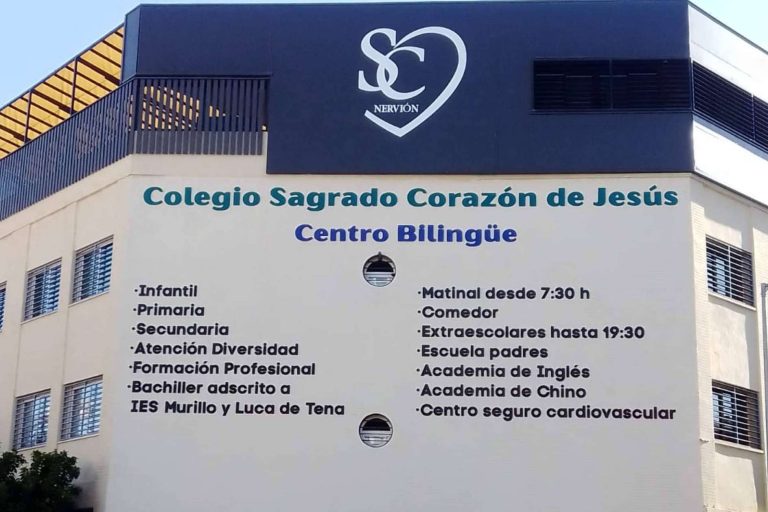 SC
NERVIÓN
Colegio Sagrado Corazón de Jesús
Centro Bilingüe
·Infantil
·Primaria
·Secundaria
·Atención Diversidad
·Formación Profesional
·Bachiller adscrito a
IES Murillo y Luca de Tena
·Matinal desde 7:30 h
·Comedor
·Extraescolares hasta 19:30
·Escuela padres
·Academia de Inglés
·Academia de Chino
·Centro seguro cardiovascular